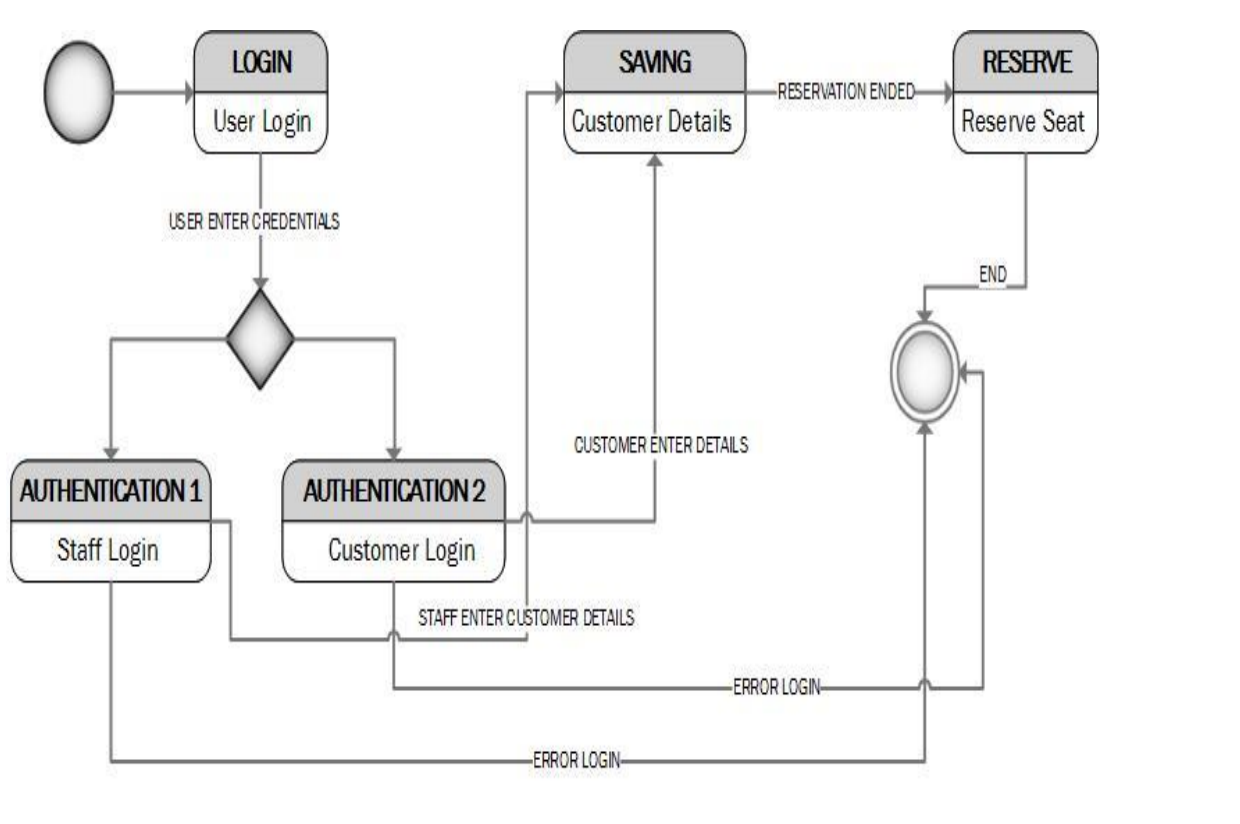 LOGIN
User Login
SAVING
Customer Details
RESERVATION ENDED
RESERVE
Reserve Seat
USER ENTER CREDENTIALS
END
CUSTOMER ENTER DETAILS
AUTHENTICATION 1
Staff Login
AUTHENTICATION 2
Customer Login
STAFF ENTER CUSTOMER DETAILS
ERROR LOGIN
ERROR LOGIN